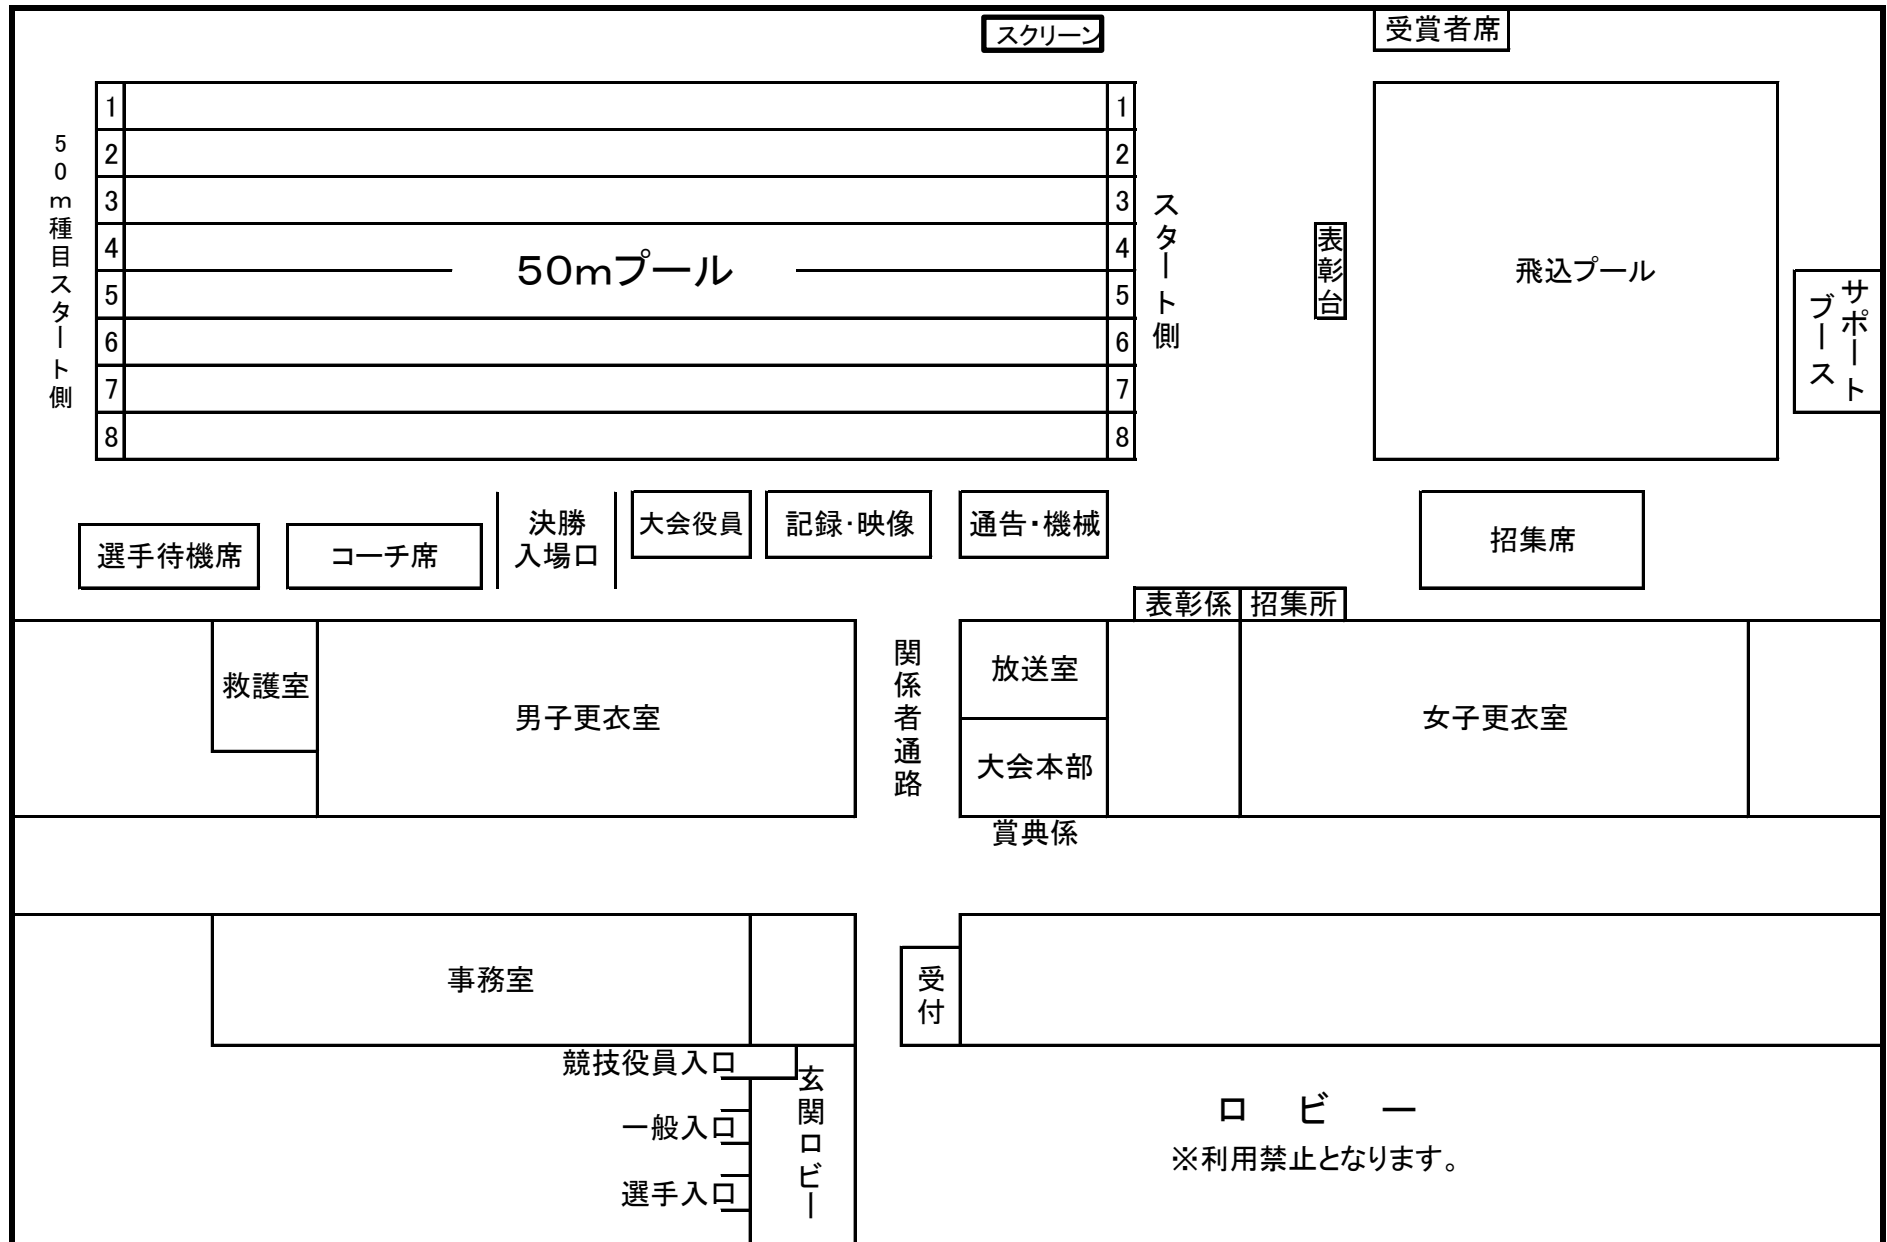 スクリーン
受賞者席
1
2
3
4
5
6
7
8
1
2
3
4
5
6
7
8
50m種目スタート側
50mプール
スタート側
表彰台
飛込プール
サポート
ブース
選手待機席
コーチ席
決勝
入場口
大会役員
記録・映像
通告・機械
招集席
表彰係
招集所
救護室
男子更衣室
関係者通路
放送室
大会本部
女子更衣室
賞典係
事務室
受付
競技役員入口
一般入口
選手入口
玄関ロビー
ロビー
※利用禁止となります。